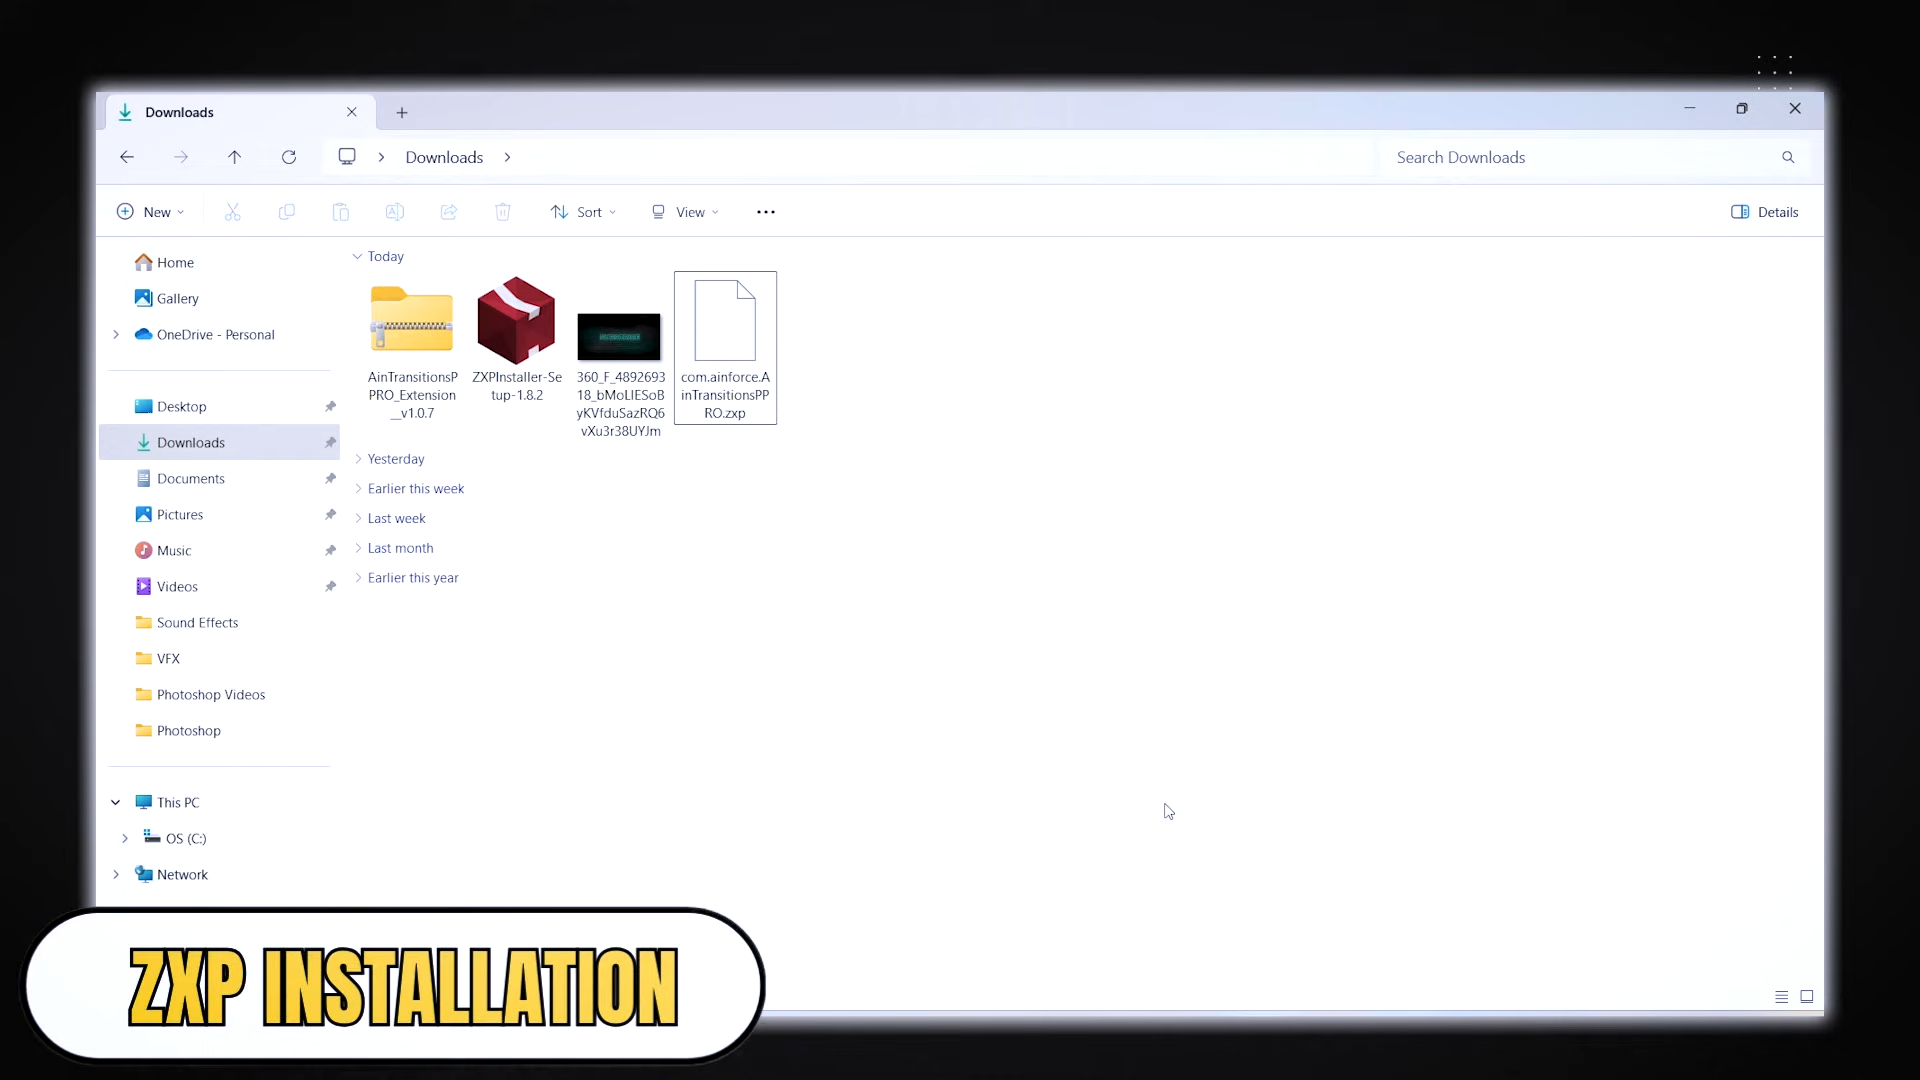 Downloads
Downloads
Search Downloads
New
Sort
View
Details
Home
Gallery
OneDrive - Personal
Desktop
Downloads
Documents
Pictures
Music
Videos
Sound Effects
VFX
Photoshop Videos
Photoshop
This PC
OS (C:)
Network
Today
AinTransitionsP
PRO_Extension
__v1.0.7
ZXPInstaller-Se
tup-1.8.2
360_F_4892693
18_bMoLIESoB
yKVfduSazRQ6
vXu3r38UYJm
com.ainforce.A
inTransitionsPP
RO.zxp
Yesterday
Earlier this week
Last week
Last month
Earlier this year
ZXP INSTALLATION